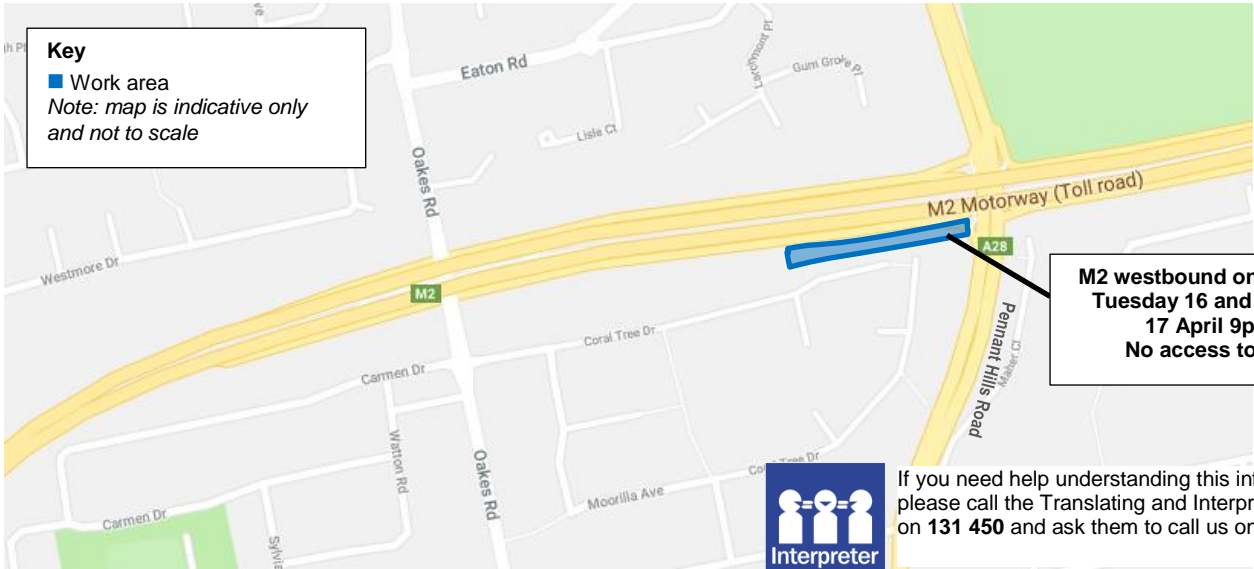 Key
Work area
Note: map is indicative only
and not to scale
Eaton Rd
Gum Grove Pl
Lisle Ct
Oakes Rd
M2 Motorway (Toll road)
A28
Westmore Dr
M2
M2 westbound on
Tuesday 16 and
17 April 9p
No access to
Coral Tree Dr
Pennant Hills Road
Maher Cl
Carmen Dr
Watton Rd
Oakes Rd
Moorilla Ave
Tree Dr
Carmen Dr
Sylvia
Interpreter
If you need help understanding this inf
please call the Translating and Interpr
on 131 450 and ask them to call us on